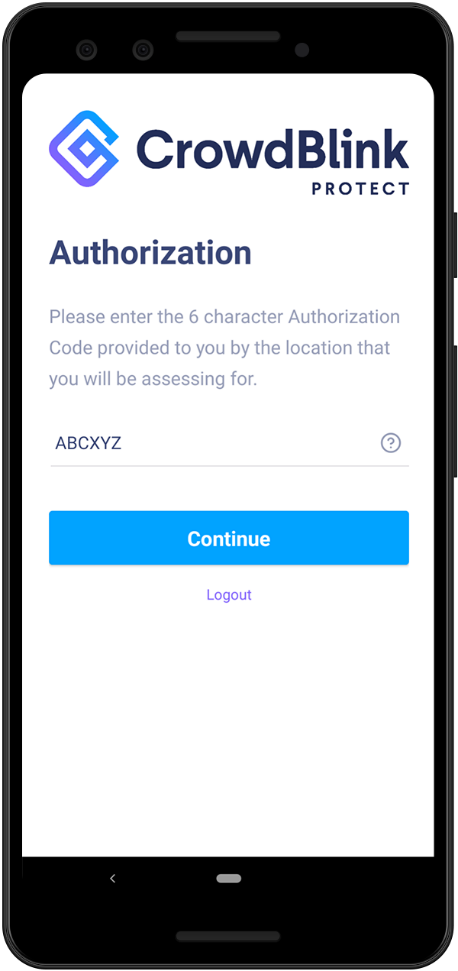 CrowdBlink
PROTECT
Authorization
Please enter the 6 character Authorization
Code provided to you by the location that
you will be assessing for.
ABCXYZ
Continue
Logout